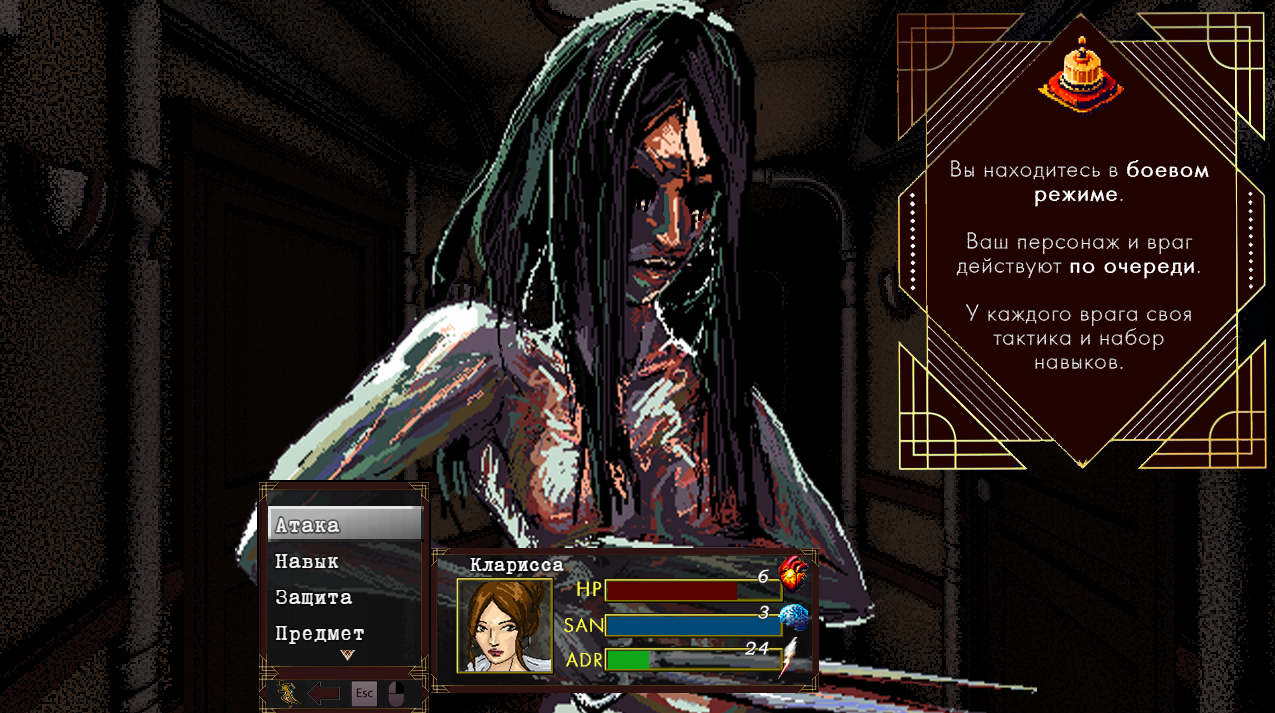 Вы находитесь в боевом
режиме.
Ваш персонаж и враг
действуют по очереди.
У каждого врага своя
тактика и набор
навыков.
Атака
Навык
Защита
Предмет
Esc
Кларисса
HP 6
SAN 3
ADR 24